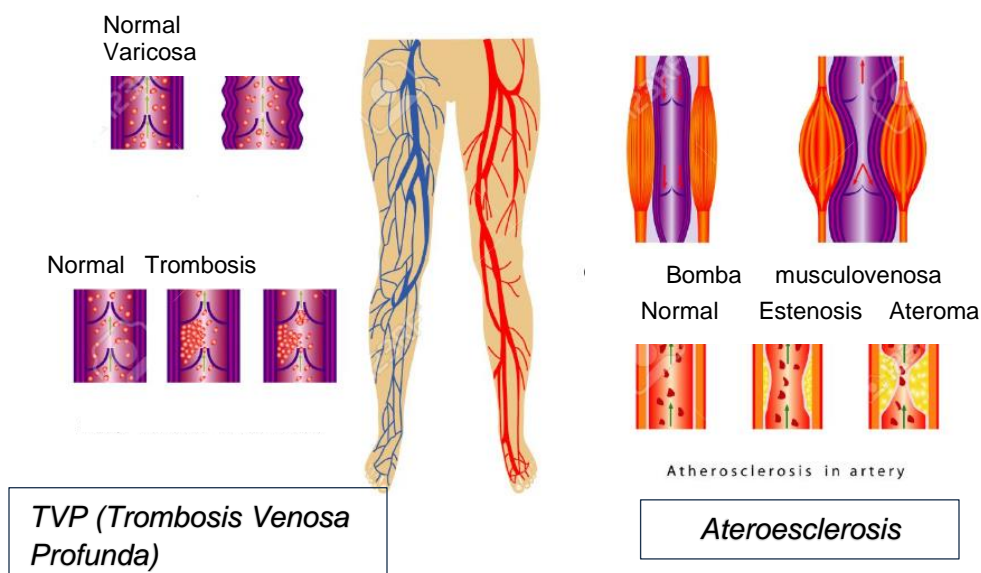 Normal
Varicosa
Normal Trombosis
TVP (Trombosis Venosa
Profunda)
Bomba musculovenosa
Normal Estenosis Ateroma
Atherosclerosis in artery
Ateroesclerosis